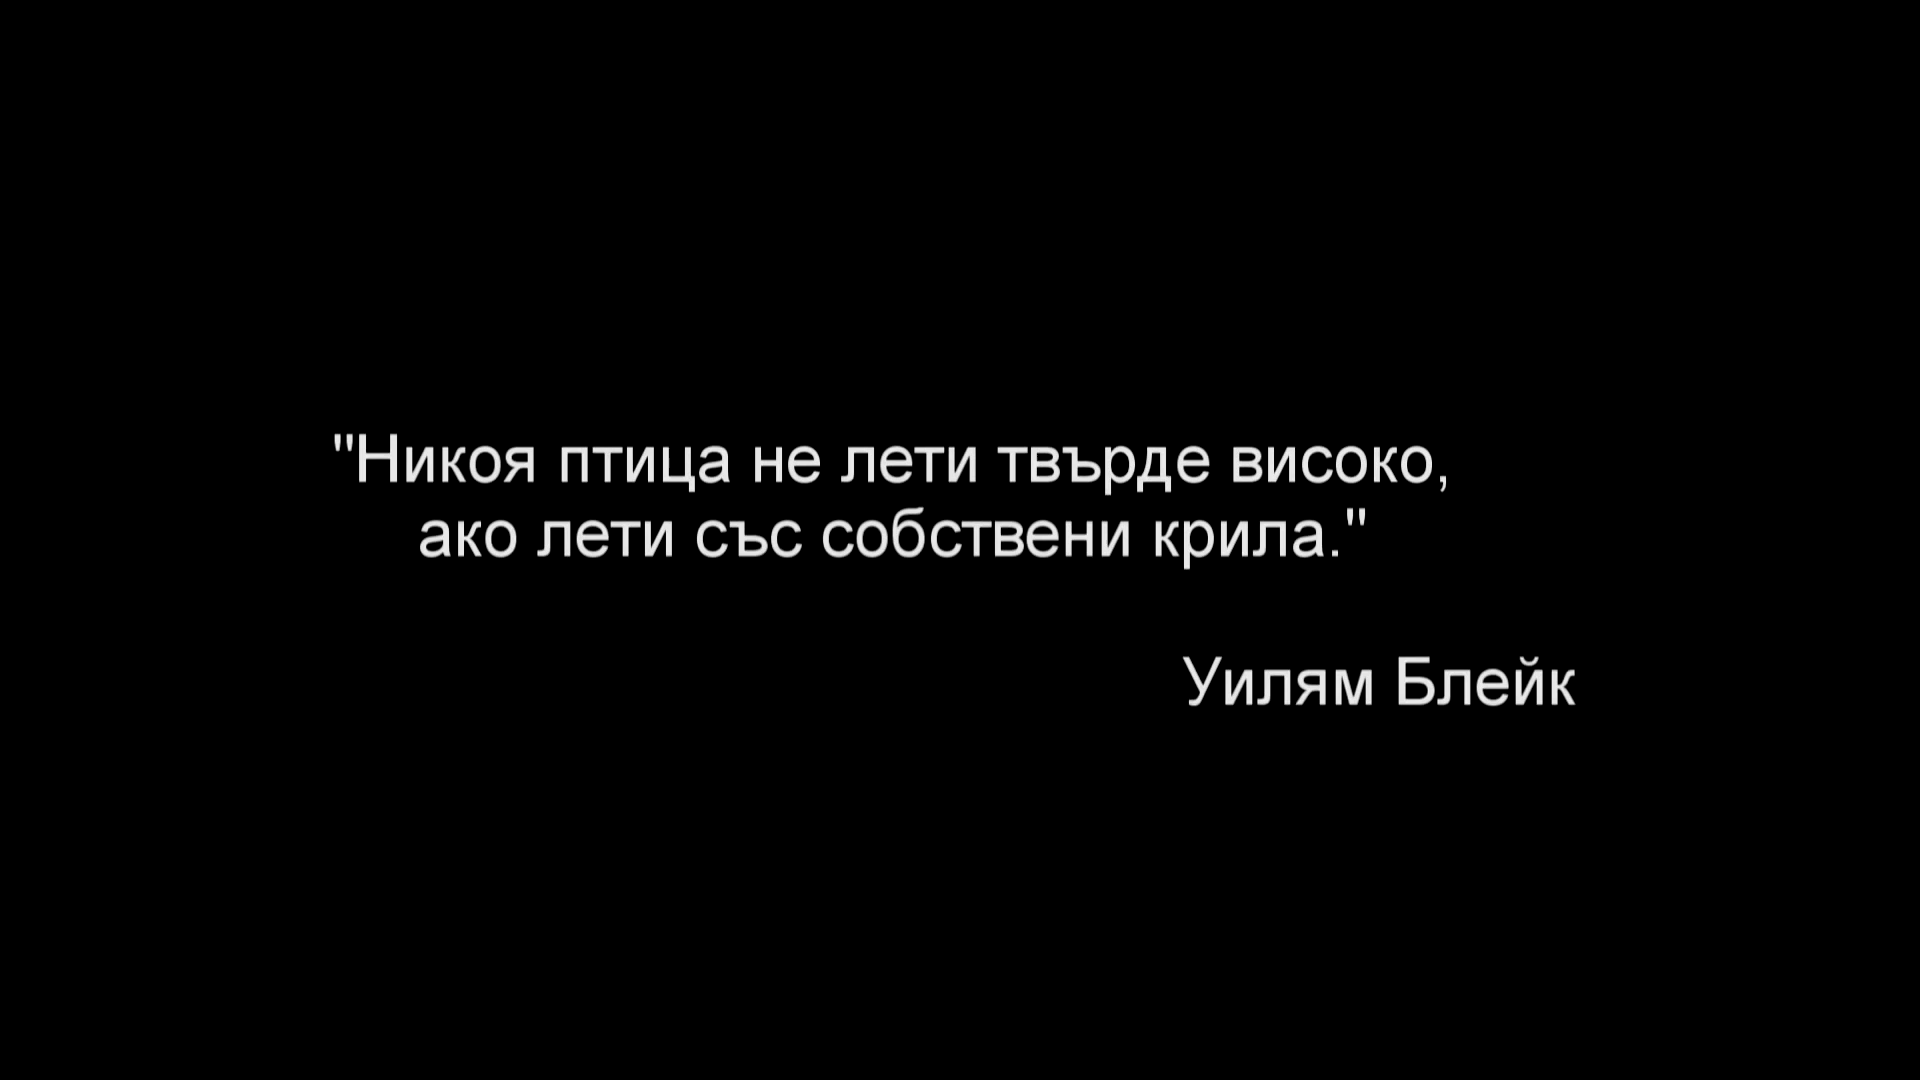 "Никоя птица не лети твърде високо,
ако лети със собствени крила."
Уилям Блейк